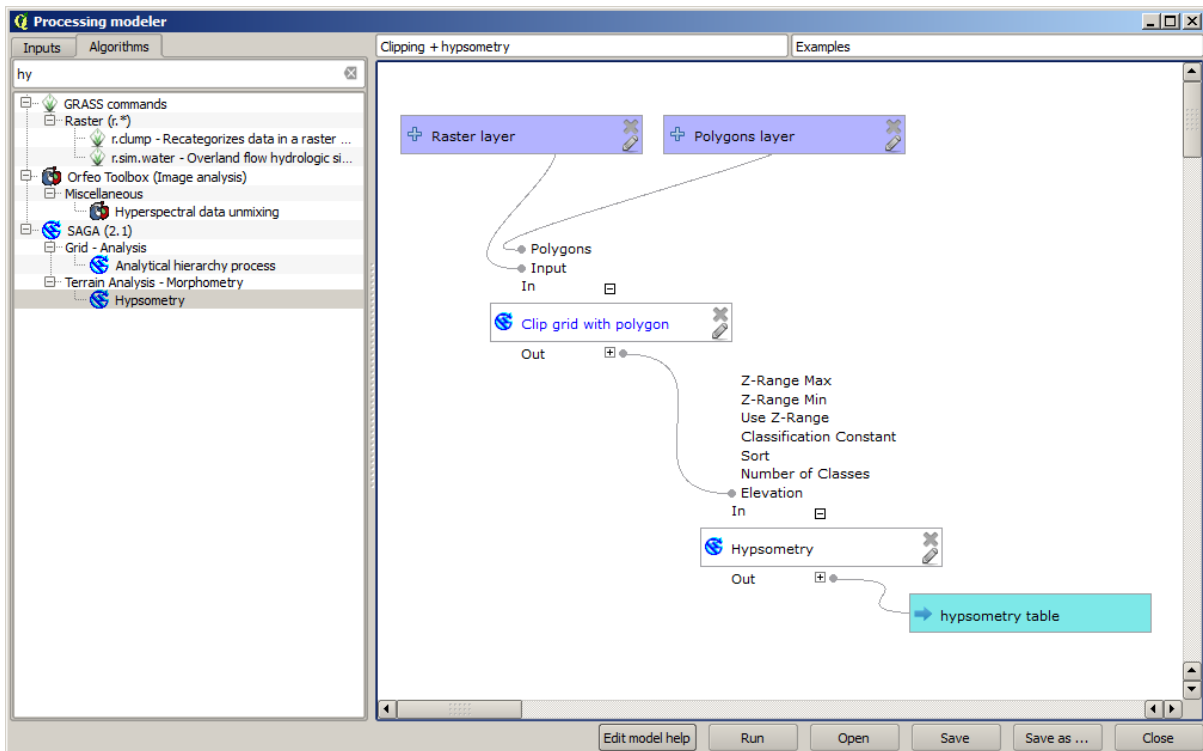 Processing modeler
Inputs
Algorithms
Clipping + hypsometry
Examples
hy
GRASS commands
Raster (r.*)
r.clump - Recategorizes data in a raster ...
r.sim.water - Overland flow hydrologic si...
Orfeo Toolbox (Image analysis)
Miscellaneous
Hyperspectral data unmixing
SAGA (2.1)
Grid - Analysis
Analytical hierarchy process
Terrain Analysis - Morphometry
Hypsometry
Raster layer
Polygons layer
Polygons
Input
In
Clip grid with polygon
Out
Z-Range Max
Z-Range Min
Use Z-Range
Classification Constant
Sort
Number of Classes
Elevation
In
Hypsometry
Out
hypsometry table
Edit model help
Run
Open
Save
Save as ...
Close